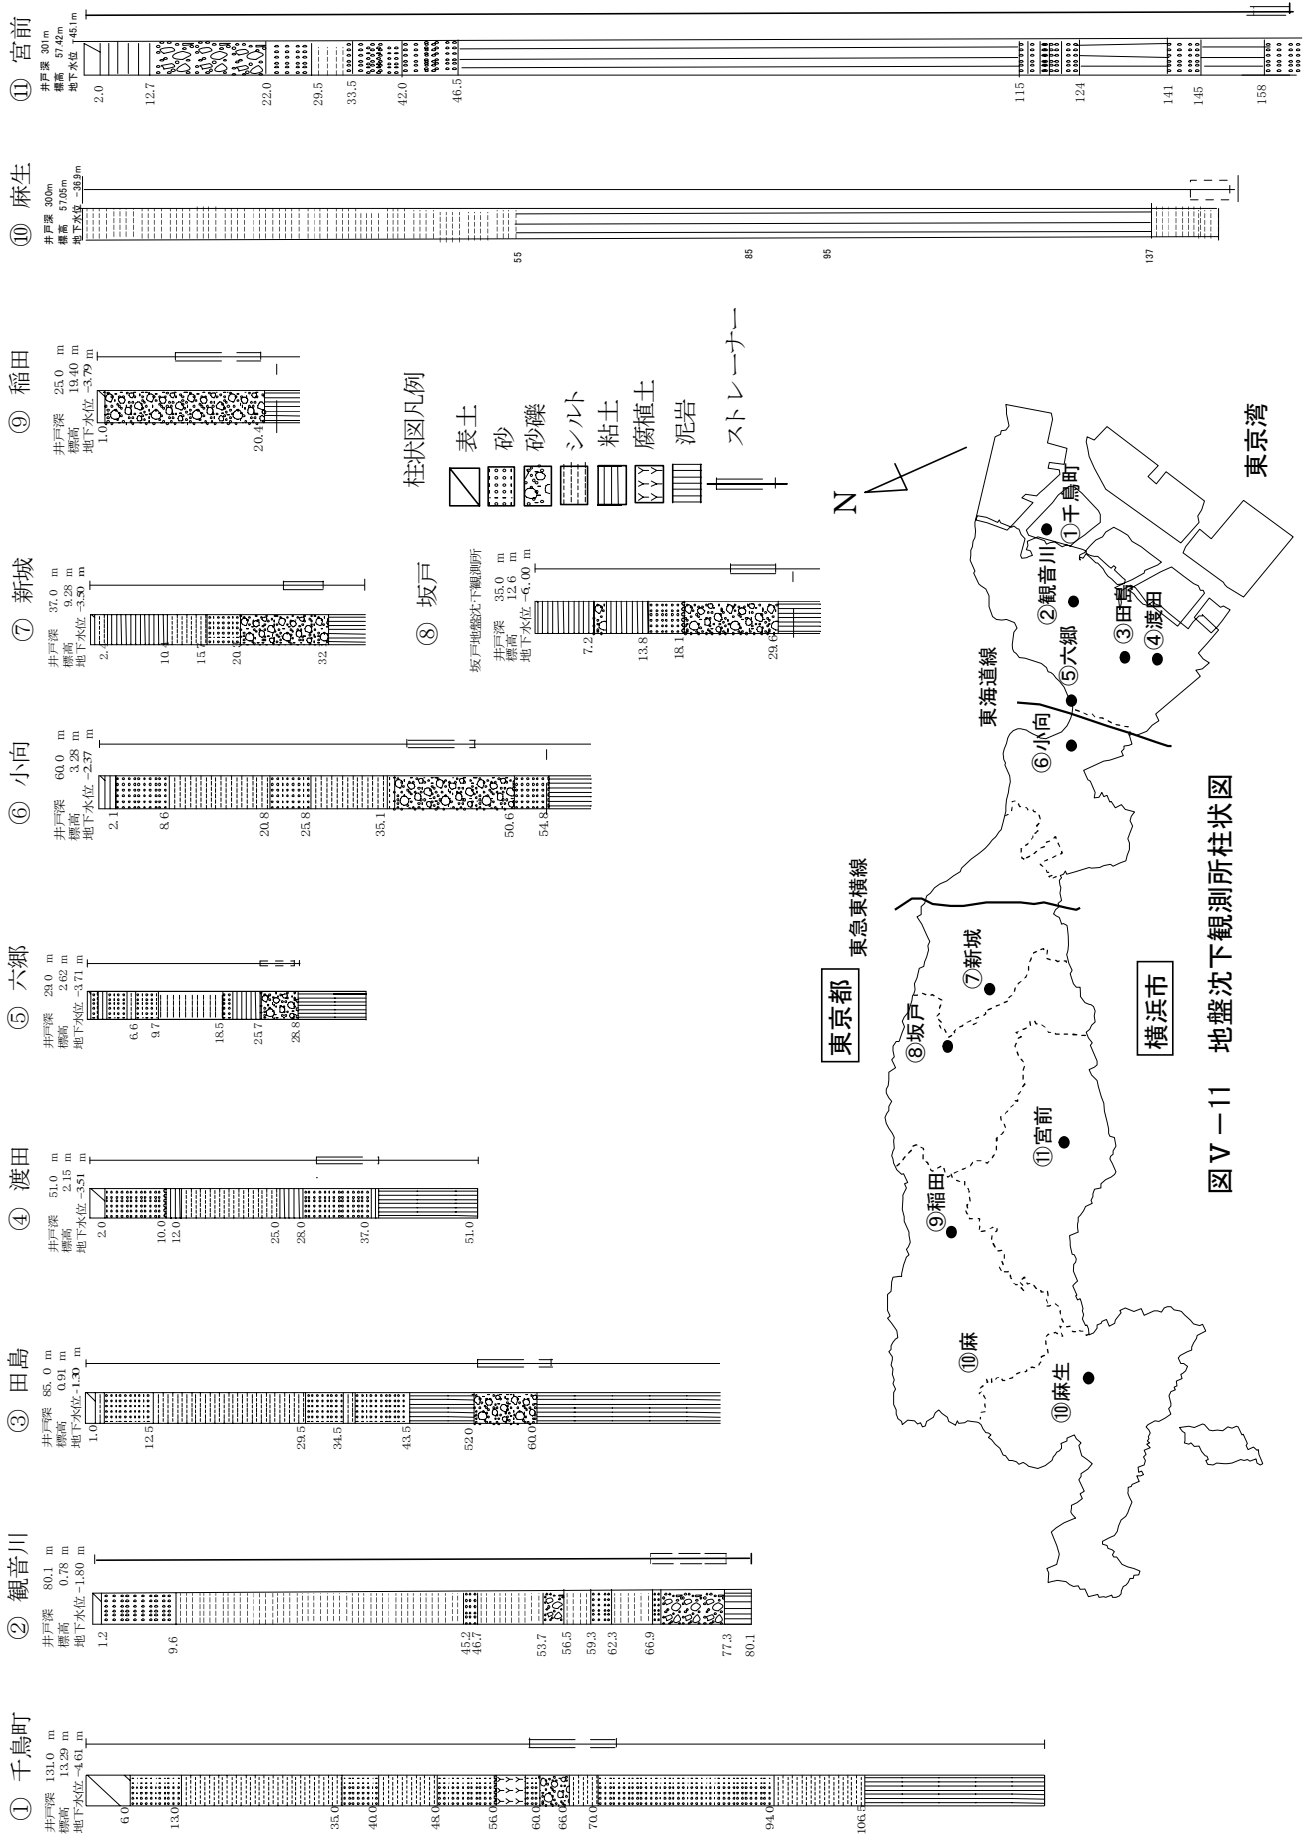 ① 千鳥町
井戸深 131.0 m
標高 13.29 m
地下水位 -4.61 m
6.0
13.0
35.0
40.0
48.0
56.0
60.0
66.0
70.0
94.0
106.5
② 観音川
井戸深 80.1 m
標高 0.78 m
地下水位 -1.80 m
1.2
9.6
45.2
46.7
53.7
56.5
59.3
62.3
66.9
77.3
80.1
③ 田島
井戸深 85.0 m
標高 0.91 m
地下水位 -1.30 m
1.0
12.5
29.5
34.5
43.5
52.0
60.0
④ 渡田
井戸深 51.0 m
標高 2.15 m
地下水位 -3.51 m
2.0
10.0
12.0
25.0
28.0
37.0
51.0
⑤ 六郷
井戸深 29.0 m
標高 2.62 m
地下水位 -3.71 m
6.6
9.7
18.5
25.7
28.8
⑥ 小向
井戸深 60.0 m
標高 3.28 m
地下水位 -2.37 m
2.1
8.6
20.8
25.8
35.1
50.6
54.8
⑦ 新城
井戸深 37.0 m
標高 9.28 m
地下水位 -3.50 m
10.4
32
⑧ 坂戸
坂戸地盤沈下観測所
井戸深 35.0 m
標高 12.6 m
地下水位 -6.00 m
7.2
13.8
18.1
29.6
⑨ 稲田
井戸深 25.0 m
標高 19.40 m
地下水位 -3.79 m
1.0
20.4
⑩ 麻生
井戸深 300m
標高 57.05m
地下水位 -36.9m
55
85
95
137
⑪ 宮前
井戸深 301m
標高 57.42m
地下水位 -45.1m
2.0
12.7
22.0
29.5
33.5
42.0
46.5
115
124
141
145
158
柱状図凡例
表土
砂
砂礫
シルト
粘土
腐植土
泥岩
ストレーナー
N
東京湾
①千鳥町
②観音川
③田島
④渡田
⑤六郷
東海道線
⑥小向
東急東横線
東京都
⑦新城
⑧坂戸
横浜市
⑪宮前
⑨稲田
⑩麻
⑩麻生
図Ⅴ－11 地盤沈下観測所柱状図